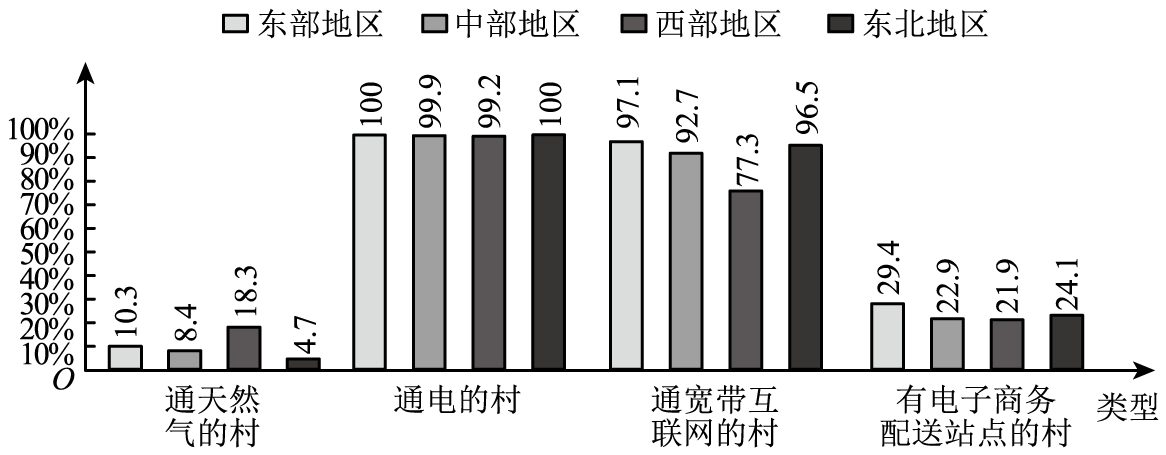 东部地区 中部地区 西部地区 东北地区
100%
90%
80%
70%
60%
50%
40%
30%
20%
10%
O
10.3 8.4 18.3 4.7
100 99.9 99.2 100
97.1 92.7 77.3 96.5
29.4 22.9 21.9 24.1
通天然
气的村
通电的村
通宽带互
联网的村
有电子商务
配送站点的村
类型